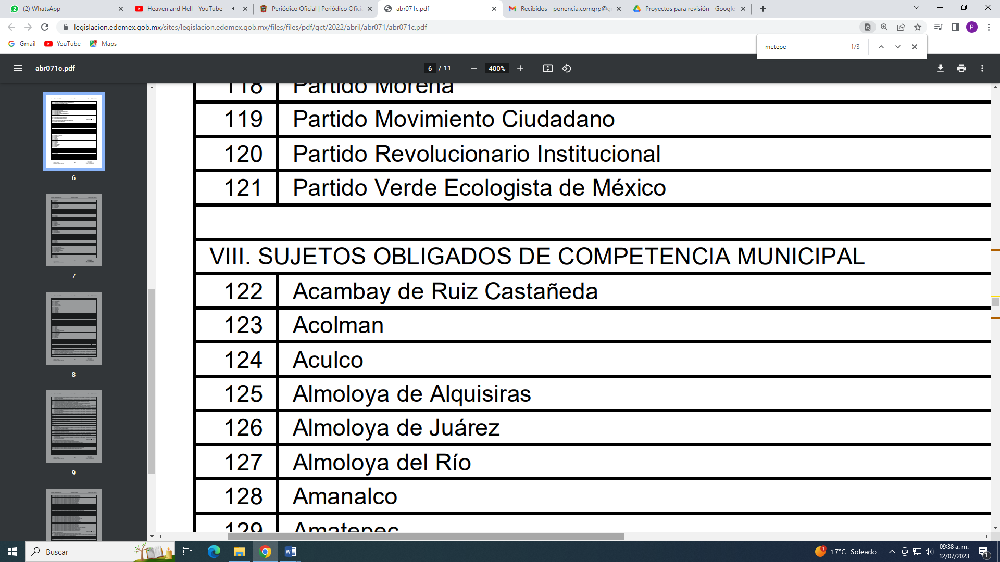 (2) WhatsApp
Heaven and Hell - YouTube
Periódico Oficial | Periódico Ofici
abr071c.pdf
Recibidos - ponencia.comgrp@g
Proyectos para revisión - Google
legislacion.edomex.gob.mx/sites/legislacion.edomex.gob.mx/files/files/pdf/gct/2022/abril/abr071/abr071c.pdf
P
Gmail
YouTube
Maps
metepe
1/3
abr071c.pdf
6 / 11
400%
6
7
8
9
118 Partido Morena
119 Partido Movimiento Ciudadano
120 Partido Revolucionario Institucional
121 Partido Verde Ecologista de México
VIII. SUJETOS OBLIGADOS DE COMPETENCIA MUNICIPAL
122 Acambay de Ruiz Castañeda
123 Acolman
124 Aculco
125 Almoloya de Alquisiras
126 Almoloya de Juárez
127 Almoloya del Río
128 Amanalco
129 Amatepec
Buscar
17°C Soleado
09:38 a. m.
12/07/2023
1